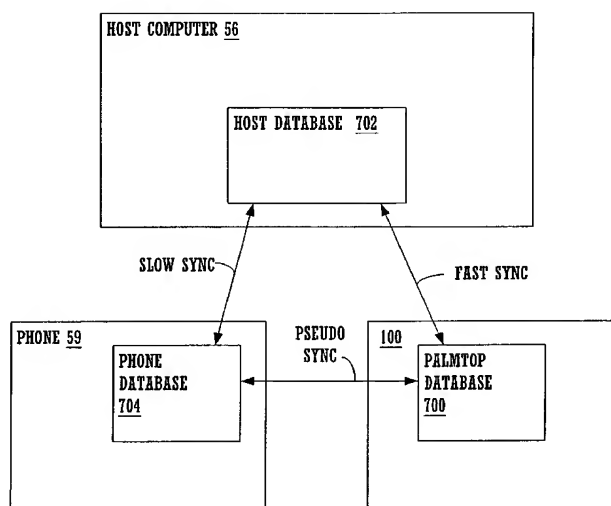 HOST COMPUTER 56
HOST DATABASE 702
SLOW SYNC
FAST SYNC
PHONE 59
PHONE
DATABASE
704
PSEUDO
SYNC
100
PALMTOP
DATABASE
700